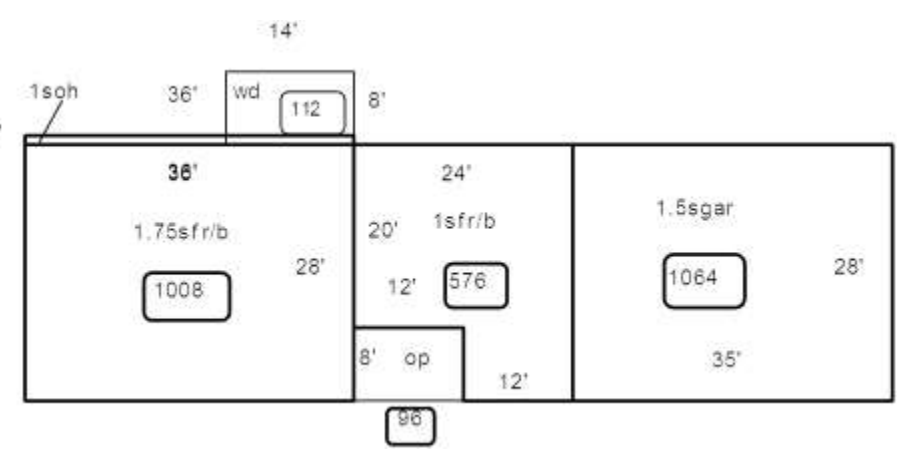 14'
1soh
36'
wd
112
8'
36'
24'
1.75sfr/b
20'
1sfr/b
1.5sgar
28'
1008
12'
576
1064
28'
8'
op
12'
35'
96